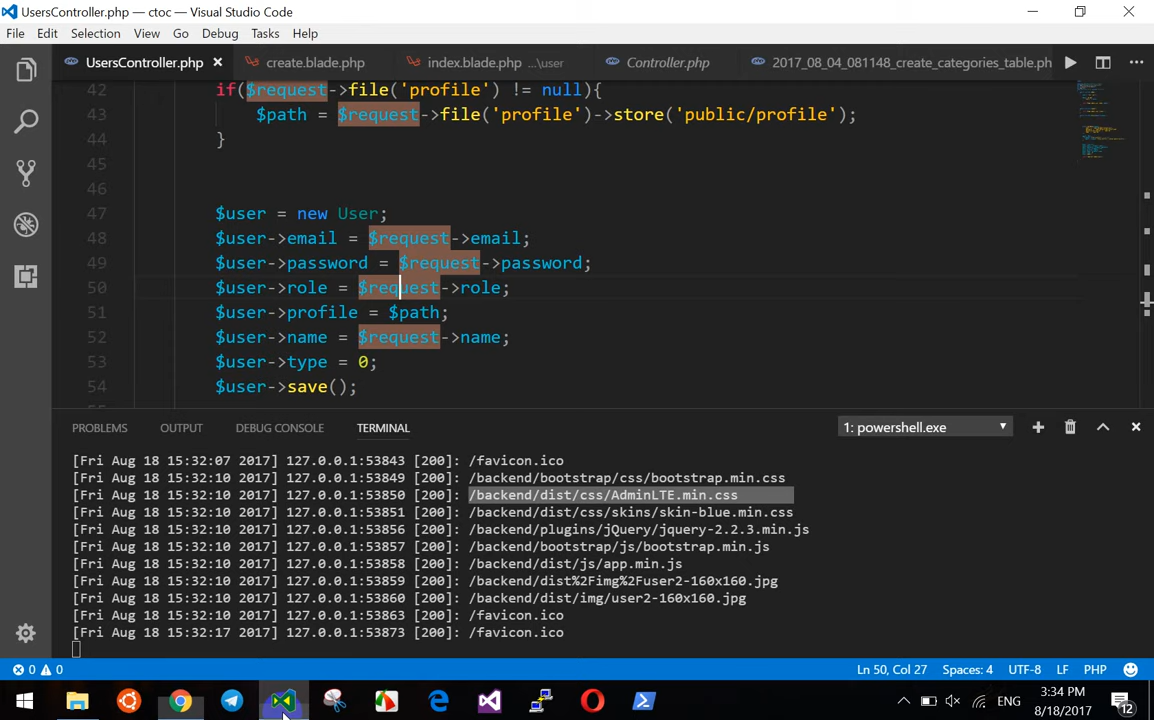 UsersController.php — ctoc — Visual Studio Code
File Edit Selection View Go Debug Tasks Help
UsersController.php × create.blade.php index.blade.php ...\user Controller.php 2017_08_04_081148_create_categories_table.ph
42 if($request->file('profile') != null){
43 $path = $request->file('profile')->store('public/profile');
44 }
45
46
47 $user = new User;
48 $user->email = $request->email;
49 $user->password = $request->password;
50 $user->role = $request->role;
51 $user->profile = $path;
52 $user->name = $request->name;
53 $user->type = 0;
54 $user->save();
PROBLEMS OUTPUT DEBUG CONSOLE TERMINAL 1: powershell.exe
[Fri Aug 18 15:32:07 2017] 127.0.0.1:53843 [200]: /favicon.ico
[Fri Aug 18 15:32:10 2017] 127.0.0.1:53849 [200]: /backend/bootstrap/css/bootstrap.min.css
[Fri Aug 18 15:32:10 2017] 127.0.0.1:53850 [200]: /backend/dist/css/AdminLTE.min.css
[Fri Aug 18 15:32:10 2017] 127.0.0.1:53851 [200]: /backend/dist/css/skins/skin-blue.min.css
[Fri Aug 18 15:32:10 2017] 127.0.0.1:53856 [200]: /backend/plugins/jQuery/jquery-2.2.3.min.js
[Fri Aug 18 15:32:10 2017] 127.0.0.1:53857 [200]: /backend/bootstrap/js/bootstrap.min.js
[Fri Aug 18 15:32:10 2017] 127.0.0.1:53858 [200]: /backend/dist/js/app.min.js
[Fri Aug 18 15:32:10 2017] 127.0.0.1:53859 [200]: /backend/dist%2Fimg%2Fuser2-160x160.jpg
[Fri Aug 18 15:32:10 2017] 127.0.0.1:53860 [200]: /backend/dist/img/user2-160x160.jpg
[Fri Aug 18 15:32:10 2017] 127.0.0.1:53863 [200]: /favicon.ico
[Fri Aug 18 15:32:17 2017] 127.0.0.1:53873 [200]: /favicon.ico
0 0 Ln 50, Col 27 Spaces: 4 UTF-8 LF PHP
ENG 3:34 PM
8/18/2017 12